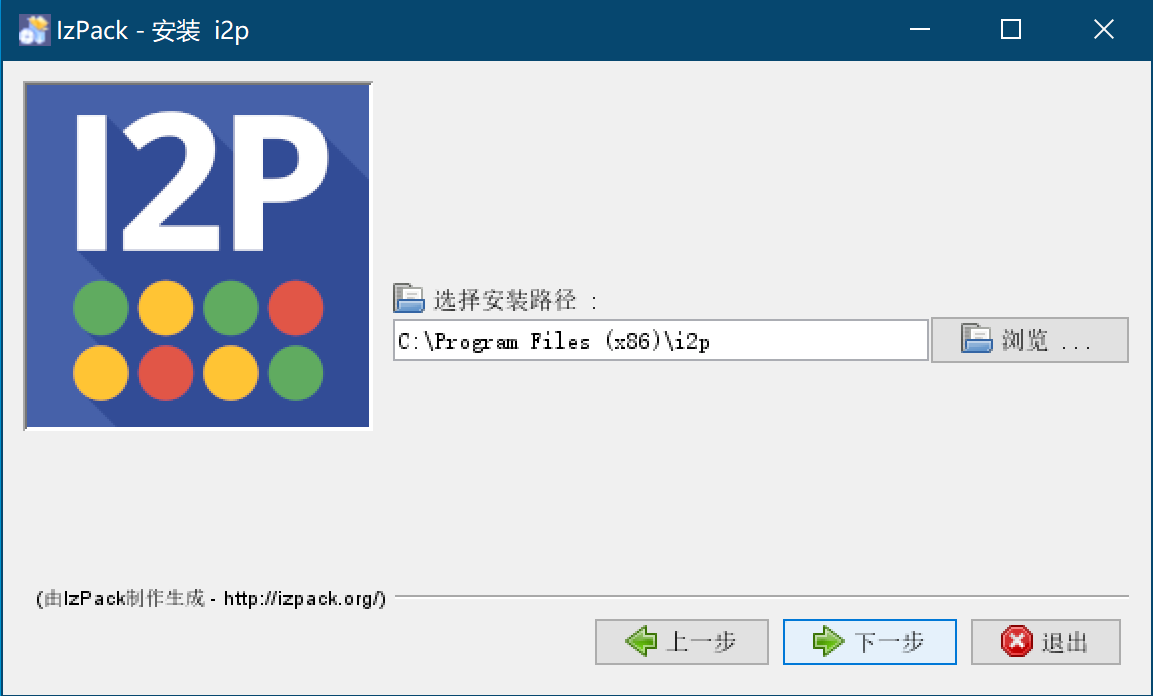 IzPack - 安装 i2p
I2P
选择安装路径 :
C:\Program Files (x86)\i2p
浏览 ...
(由IzPack制作生成 - http://izpack.org/)
上一步
下一步
退出